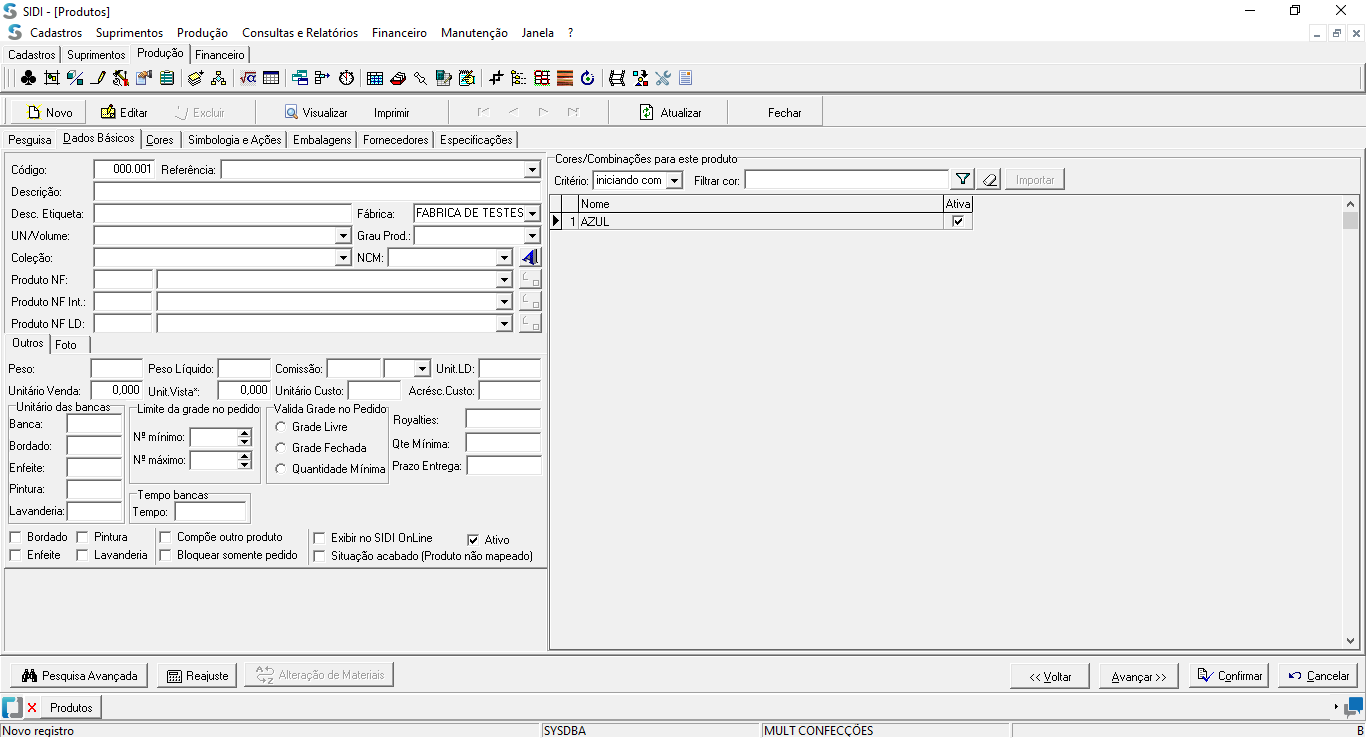 SIDI - [Produtos]
Cadastros Suprimentos Produção Consultas e Relatórios Financeiro Manutenção Janela ?
Cadastros Suprimentos Produção Financeiro
Novo Editar Excluir Visualizar Imprimir Atualizar Fechar
Pesquisa Dados Básicos Cores Simbologia e Ações Embalagens Fornecedores Especificações
Código: 000.001 Referência:
Descrição:
Desc. Etiqueta: Fábrica: FABRICA DE TESTES
UN/Volume: Grau Prod.:
Coleção: NCM:
Produto NF:
Produto NF Int.:
Produto NF LD:
Outros Foto
Peso: Peso Líquido: Comissão: Unit.LD:
Unitário Venda: 0,000 Unit.Vista*: 0,000 Unitário Custo: Acrésc.Custo:
Unitário das bancas
Banca:
Bordado:
Enfeite:
Pintura:
Lavanderia:
Limite da grade no pedido
Nº mínimo:
Nº máximo:
Tempo bancas
Tempo:
Valida Grade no Pedido
Grade Livre
Grade Fechada
Quantidade Mínima
Royalties:
Qte Mínima:
Prazo Entrega:
Bordado Pintura Compõe outro produto Exibir no SIDI OnLine Ativo
Enfeite Lavanderia Bloquear somente pedido Situação acabado (Produto não mapeado)
Cores/Combinações para este produto
Critério: iniciando com Filtrar cor: Importar
Nome Ativa
1 AZUL
Pesquisa Avançada Reajuste Alteração de Materiais << Voltar Avançar >> Confirmar Cancelar
Produtos
Novo registro SYSDBA MULT CONFECÇÕES B